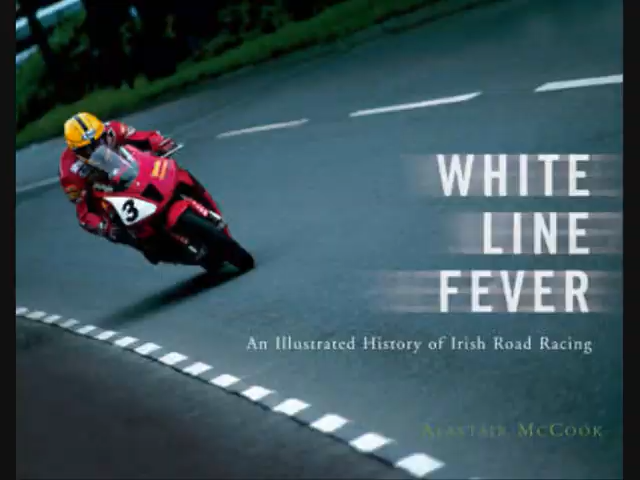 3
WHITE
LINE
FEVER
An Illustrated History of Irish Road Racing
Alastair McCook